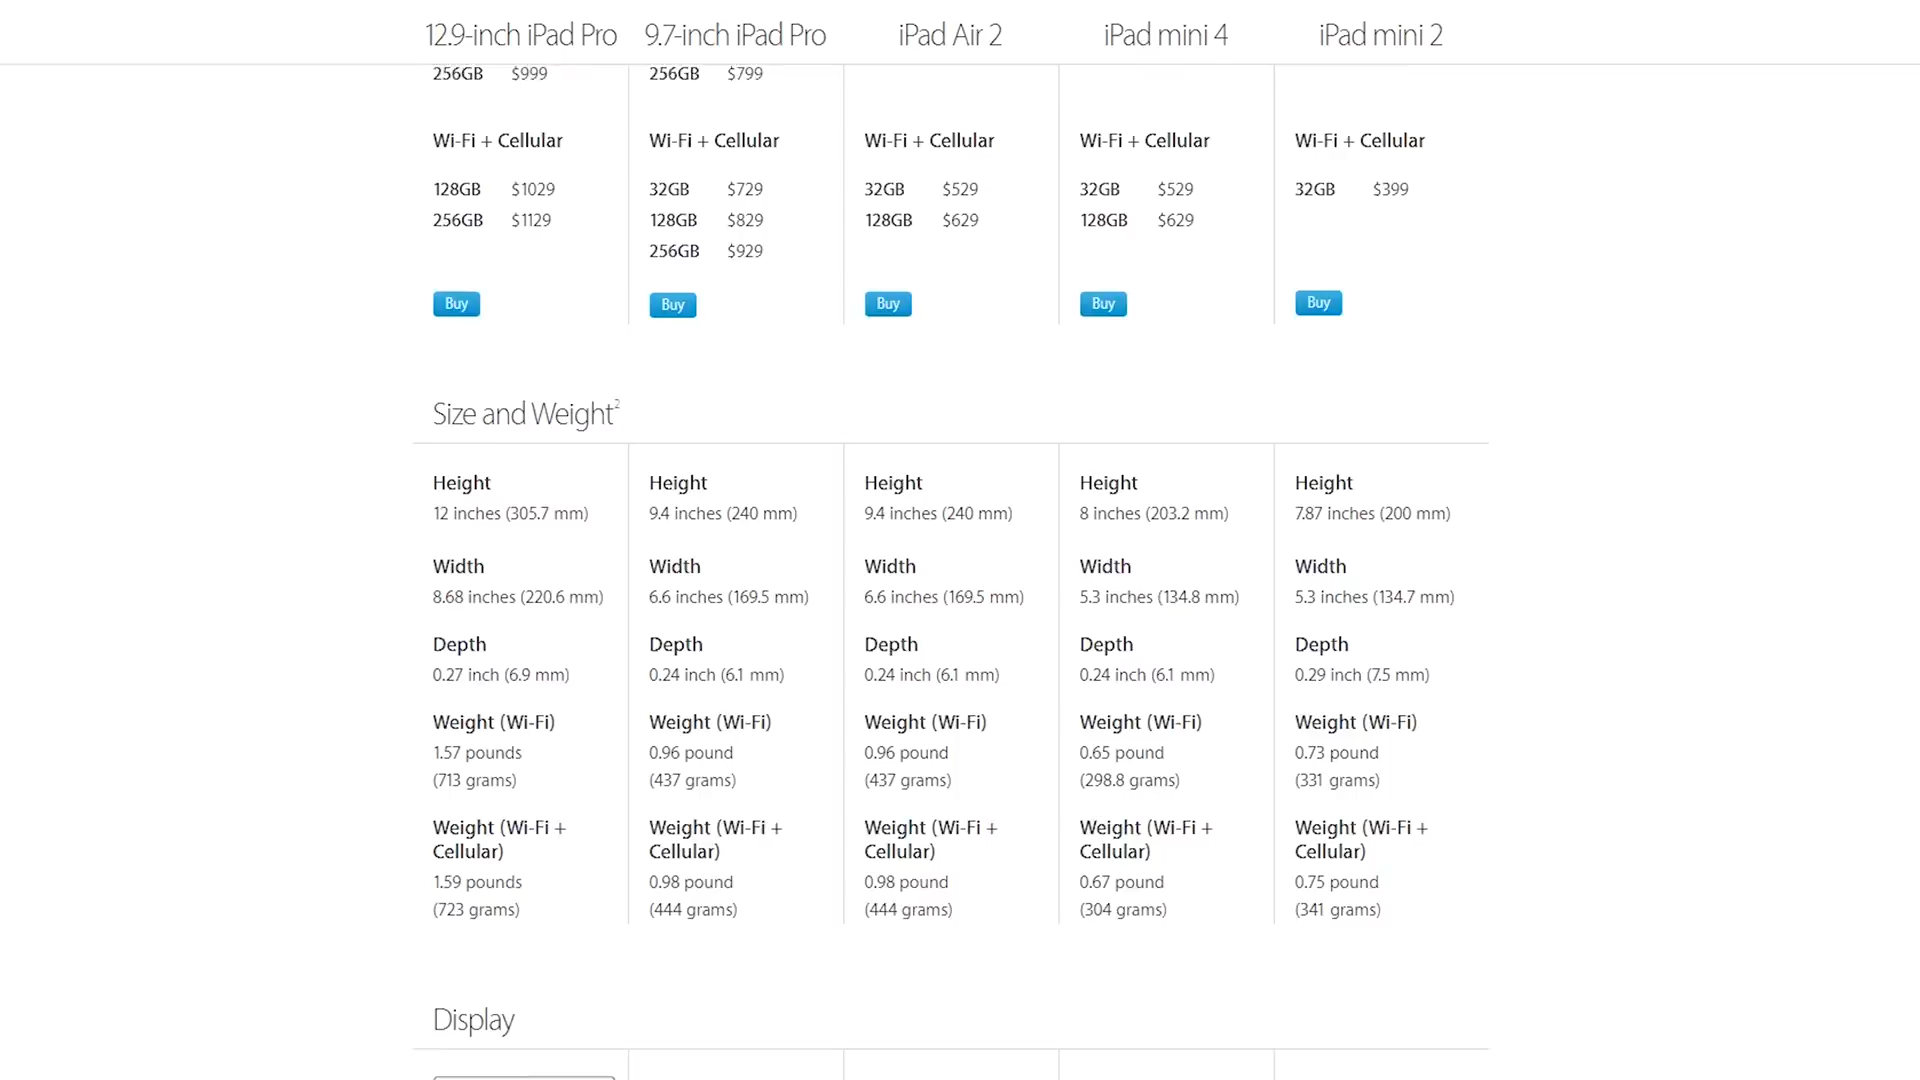 12.9-inch iPad Pro 9.7-inch iPad Pro iPad Air 2 iPad mini 4 iPad mini 2
256GB $999 256GB $799
Wi-Fi + Cellular Wi-Fi + Cellular Wi-Fi + Cellular Wi-Fi + Cellular Wi-Fi + Cellular
128GB $1029 32GB $729 32GB $529 32GB $529 32GB $399
256GB $1129 128GB $829 128GB $629 128GB $629
256GB $929
Buy Buy Buy Buy Buy
Size and Weight2
Height Height Height Height Height
12 inches (305.7 mm) 9.4 inches (240 mm) 9.4 inches (240 mm) 8 inches (203.2 mm) 7.87 inches (200 mm)
Width Width Width Width Width
8.68 inches (220.6 mm) 6.6 inches (169.5 mm) 6.6 inches (169.5 mm) 5.3 inches (134.8 mm) 5.3 inches (134.7 mm)
Depth Depth Depth Depth Depth
0.27 inch (6.9 mm) 0.24 inch (6.1 mm) 0.24 inch (6.1 mm) 0.24 inch (6.1 mm) 0.29 inch (7.5 mm)
Weight (Wi-Fi) Weight (Wi-Fi) Weight (Wi-Fi) Weight (Wi-Fi) Weight (Wi-Fi)
1.57 pounds 0.96 pound 0.96 pound 0.65 pound 0.73 pound
(713 grams) (437 grams) (437 grams) (298.8 grams) (331 grams)
Weight (Wi-Fi + Weight (Wi-Fi + Weight (Wi-Fi + Weight (Wi-Fi + Weight (Wi-Fi +
Cellular) Cellular) Cellular) Cellular) Cellular)
1.59 pounds 0.98 pound 0.98 pound 0.67 pound 0.75 pound
(723 grams) (444 grams) (444 grams) (304 grams) (341 grams)
Display